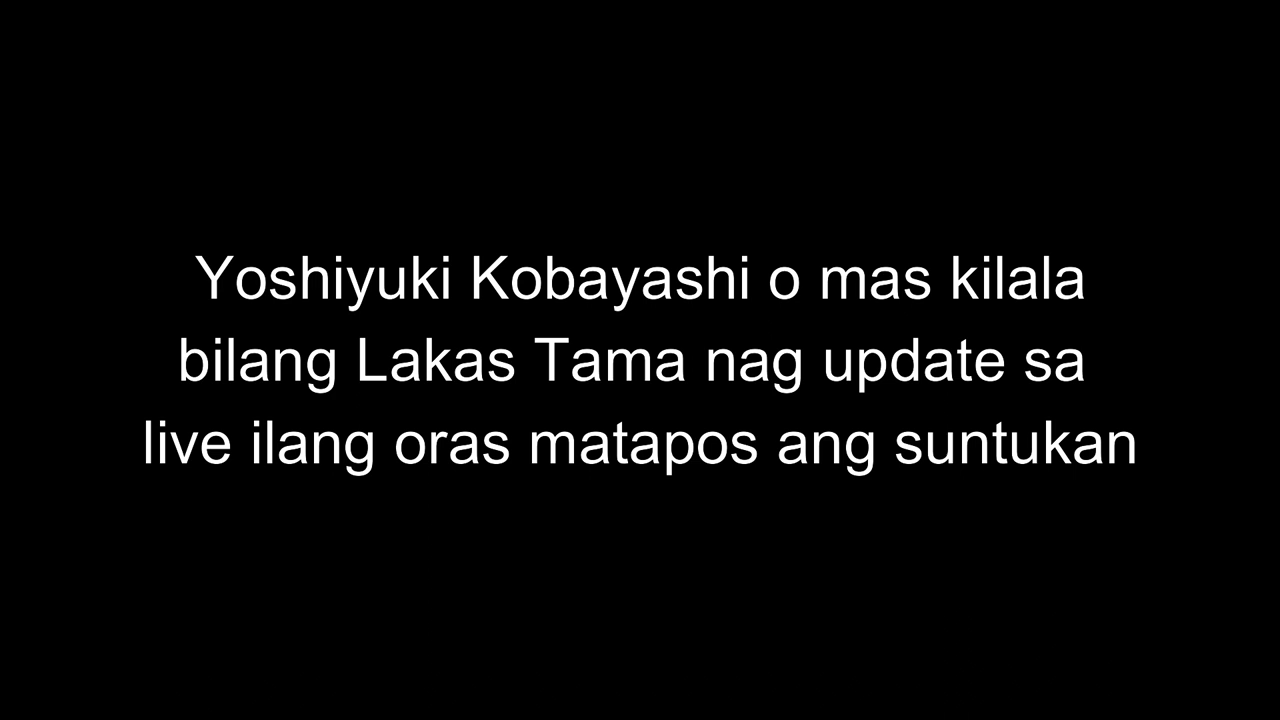 Yoshiyuki Kobayashi o mas kilala
bilang Lakas Tama nag update sa
live ilang oras matapos ang suntukan